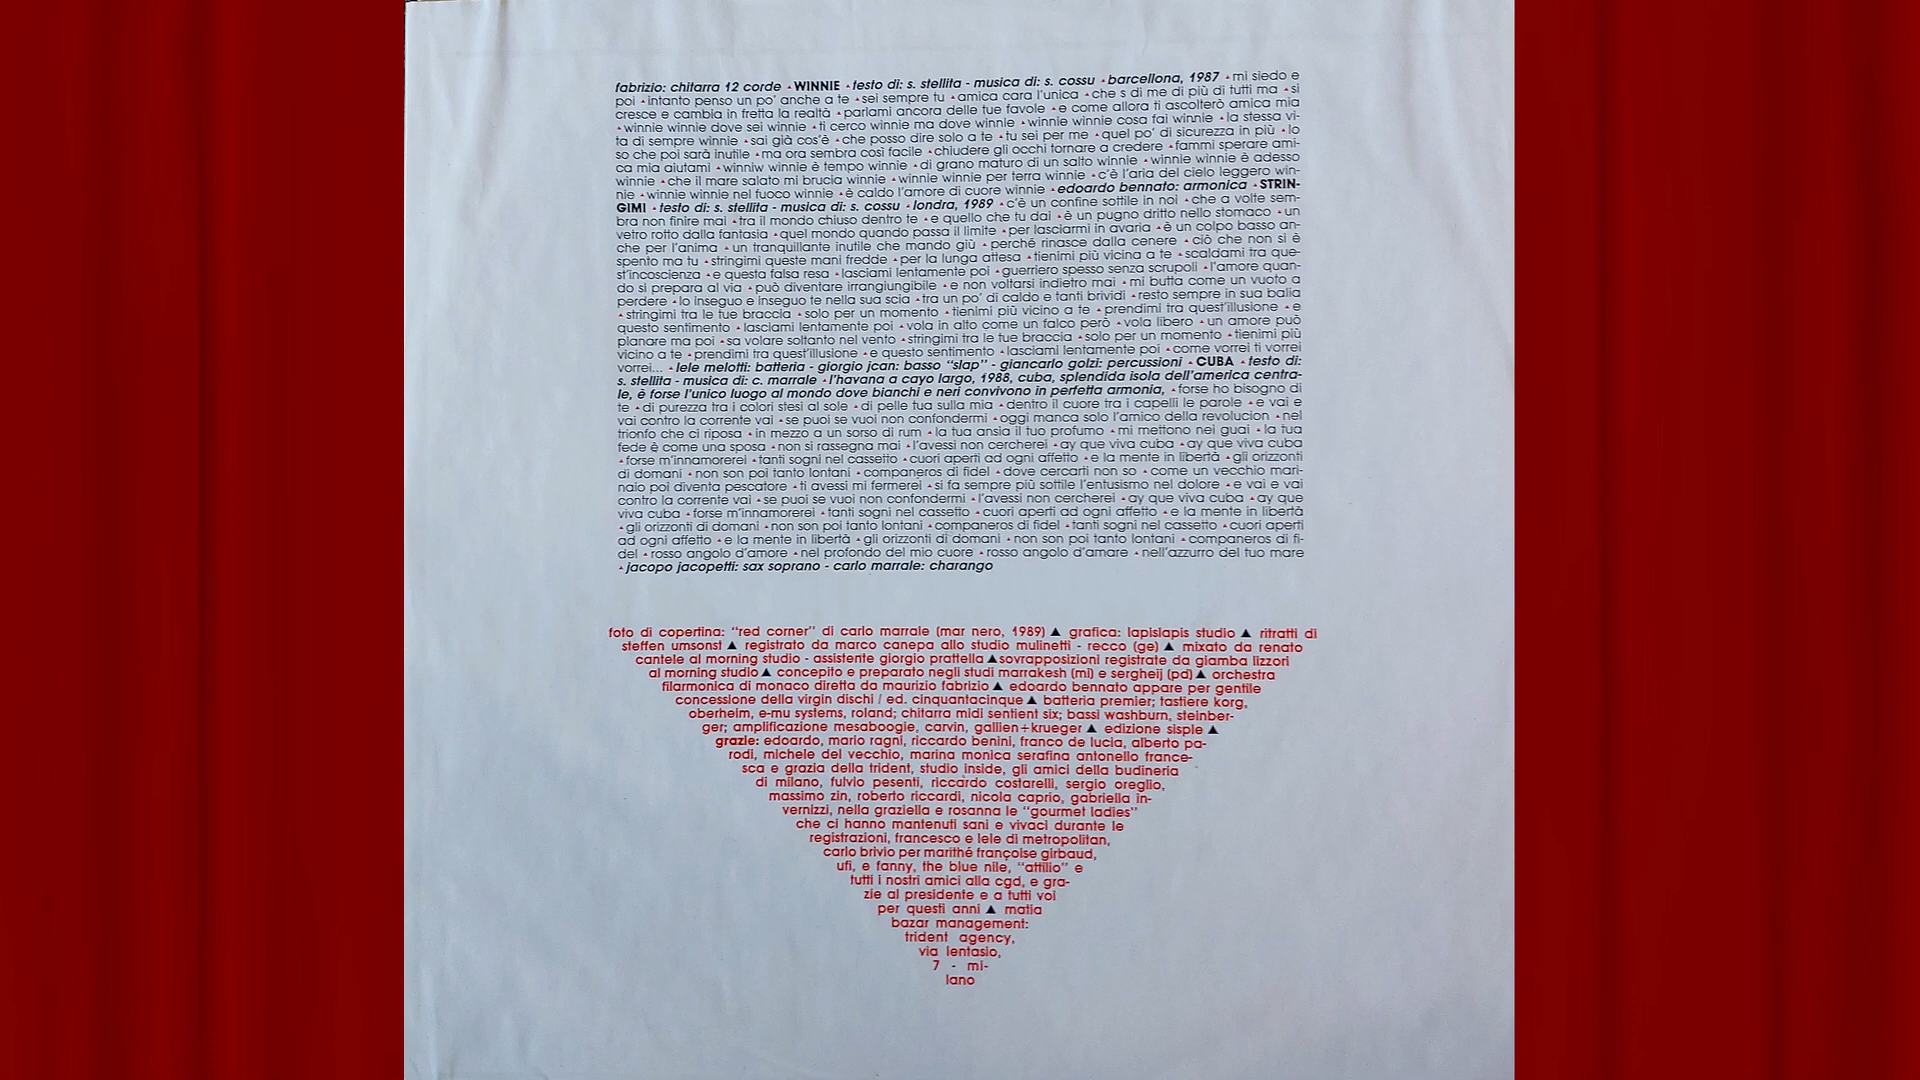 fabrizio: chitarra 12 corde ▴WINNIE ▴testo di: s. stellita - musica di: s. cossu ▴barcellona, 1987 ▴mi siedo e
poi ▴intanto penso un po' anche a te ▴sei sempre tu ▴amica cara l'unica ▴che s di me di più di tutti ma ▴si
cresce e cambia in fretta la realtà ▴parlami ancora delle tue favole ▴e come allora ti ascolterò amica mia
▴winnie winnie dove sei winnie ▴ti cerco winnie ma dove winnie ▴winnie winnie cosa fai winnie ▴la stessa vi-
ta di sempre winnie ▴sai già cos'è ▴che posso dire solo a te ▴tu sei per me ▴quel po' di sicurezza in più ▴lo
so che poi sarà inutile ▴ma ora sembra così facile ▴chiudere gli occhi tornare a credere ▴fammi sperare ami-
ca mia aiutami ▴winniw winnie è tempo winnie ▴di grano maturo di un salto winnie ▴winnie winnie è adesso
winnie ▴che il mare salato mi brucia winnie ▴winnie winnie per terra winnie ▴c'è l'aria del cielo leggero win-
nie ▴winnie winnie nel fuoco winnie ▴è caldo l'amore di cuore winnie ▴edoardo bennato: armonica ▴STRIN-
GIMI ▴testo di: s. stellita - musica di: s. cossu ▴londra, 1989 ▴c'è un confine sottile in noi ▴che a volte sem-
bra non finire mai ▴tra il mondo chiuso dentro te ▴e quello che tu dai ▴è un pugno dritto nello stomaco ▴un
vetro rotto dalla fantasia ▴quel mondo quando passa il limite ▴per lasciarmi in avaria ▴è un colpo basso an-
che per l'anima ▴un tranquillante inutile che mando giù ▴perché rinasce dalla cenere ▴ciò che non si è
spento ma tu ▴stringimi queste mani fredde ▴per la lunga attesa ▴tienimi più vicina a te ▴scaldami tra que-
st'incoscienza ▴e questa falsa resa ▴lasciami lentamente poi ▴guerriero spesso senza scrupoli ▴l'amore quan-
do si prepara al via ▴può diventare irrangiungibile ▴e non voltarsi indietro mai ▴mi butta come un vuoto a
perdere ▴lo inseguo e inseguo te nella sua scia ▴tra un po' di caldo e tanti brividi ▴resto sempre in sua balia
▴stringimi tra le tue braccia ▴solo per un momento ▴tienimi più vicino a te ▴prendimi tra quest'illusione ▴e
questo sentimento ▴lasciami lentamente poi ▴vola in alto come un falco però ▴vola libero ▴un amore può
planare ma poi ▴sa volare soltanto nel vento ▴stringimi tra le tue braccia ▴solo per un momento ▴tienimi più
vicino a te ▴prendimi tra quest'illusione ▴e questo sentimento ▴lasciami lentamente poi ▴come vorrei ti vorrei
vorrei... ▴lele melotti: batteria - giorgio jcan: basso "slap" - giancarlo golzi: percussioni ▴CUBA ▴testo di:
s. stellita - musica di: c. marrale ▴l'havana a cayo largo, 1988, cuba, splendida isola dell'america centra-
le, è forse l'unico luogo al mondo dove bianchi e neri convivono in perfetta armonia, ▴forse ho bisogno di
te ▴di purezza tra i colori stesi al sole ▴di pelle tua sulla mia ▴dentro il cuore tra i capelli le parole ▴e vai e
vai contro la corrente vai ▴se puoi se vuoi non confondermi ▴oggi manca solo l'amico della revolucion ▴nel
trionfo che ci riposa ▴in mezzo a un sorso di rum ▴la tua ansia il tuo profumo ▴mi mettono nei guai ▴la tua
fede è come una sposa ▴non si rassegna mai ▴l'avessi non cercherei ▴ay que viva cuba ▴ay que viva cuba
▴forse m'innamorerei ▴tanti sogni nel cassetto ▴cuori aperti ad ogni affetto ▴e la mente in libertà ▴gli orizzonti
di domani ▴non son poi tanto lontani ▴companeros di fidel ▴dove cercarti non so ▴come un vecchio mari-
naio poi diventa pescatore ▴ti avessi mi fermerei ▴si fa sempre più sottile l'entusismo nel dolore ▴e vai e vai
contro la corrente vai ▴se puoi se vuoi non confondermi ▴l'avessi non cercherei ▴ay que viva cuba ▴ay que
viva cuba ▴forse m'innamorerei ▴tanti sogni nel cassetto ▴cuori aperti ad ogni affetto ▴e la mente in libertà
▴gli orizzonti di domani ▴non son poi tanto lontani ▴companeros di fidel ▴tanti sogni nel cassetto ▴cuori aperti
ad ogni affetto ▴e la mente in libertà ▴gli orizzonti di domani ▴non son poi tanto lontani ▴companeros di fi-
del ▴rosso angolo d'amore ▴nel profondo del mio cuore ▴rosso angolo d'amare ▴nell'azzurro del tuo mare
▴jacopo jacopetti: sax soprano - carlo marrale: charango
foto di copertina: "red corner" di carlo marrale (mar nero, 1989) ▲ grafica: lapislapis studio ▲ ritratti di
steffen umsonst ▲ registrato da marco canepa allo studio mulinetti - recco (ge) ▲ mixato da renato
cantele al morning studio - assistente giorgio prattella ▲sovrapposizioni registrate da giamba lizzori
al morning studio ▲ concepito e preparato negli studi marrakesh (mi) e sergheij (pd) ▲ orchestra
filarmonica di monaco diretta da maurizio fabrizio ▲ edoardo bennato appare per gentile
concessione della virgin dischi / ed. cinquantacinque ▲ batteria premier; tastiere korg,
oberheim, e-mu systems, roland; chitarra midi sentient six; bassi washburn, steinber-
ger; amplificazione mesaboogie, carvin, gallien+krueger ▲ edizione sisple ▲
grazie: edoardo, mario ragni, riccardo benini, franco de lucia, alberto pa-
rodi, michele del vecchio, marina monica serafina antonello france-
sca e grazia della trident, studio inside, gli amici della budineria
di milano, fulvio pesenti, riccardo costarelli, sergio oreglio,
massimo zin, roberto riccardi, nicola caprio, gabriella in-
vernizzi, nella graziella e rosanna le "gourmet ladies"
che ci hanno mantenuti sani e vivaci durante le
registrazioni, francesco e lele di metropolitan,
carlo brivio per marithé françoise girbaud,
ufi, e fanny, the blue nile, "attilio" e
tutti i nostri amici alla cgd, e gra-
zie al presidente e a tutti voi
per questi anni ▲ matia
bazar management:
trident agency,
via lentasio,
7 - mi-
lano